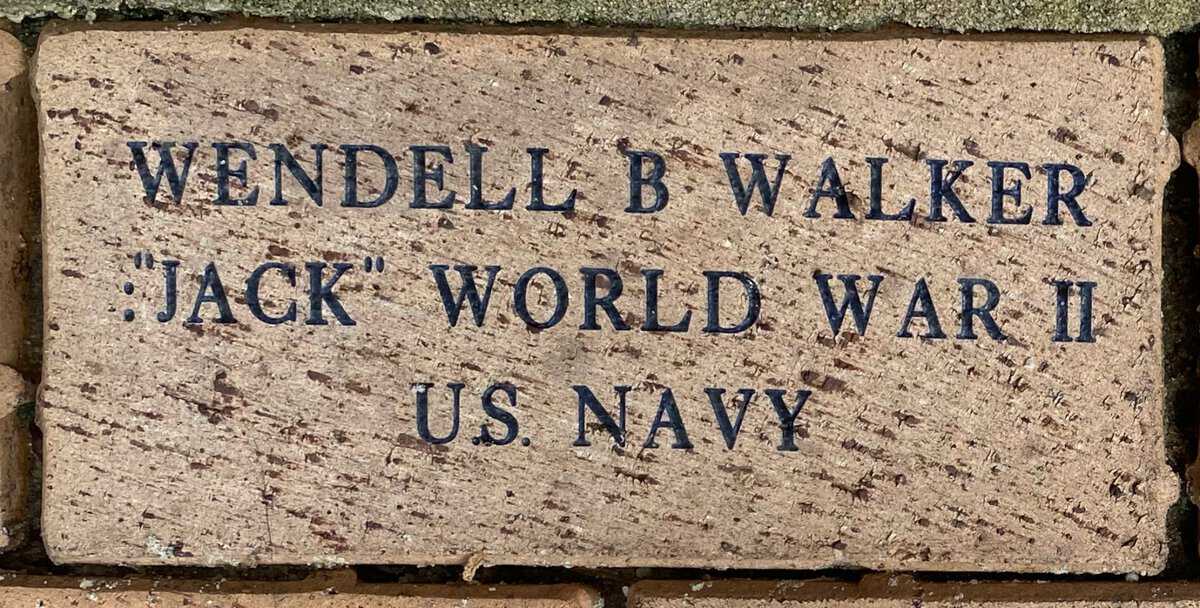 WENDELL B WALKER
:"JACK" WORLD WAR II
U.S. NAVY